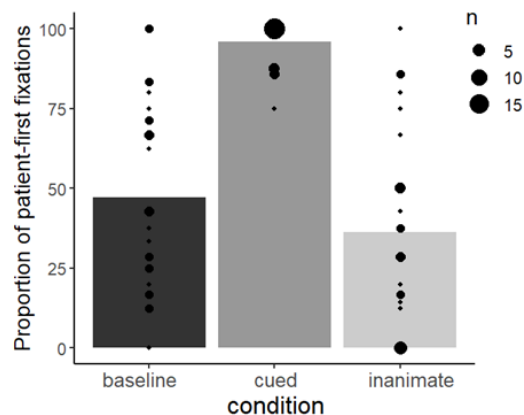 Proportion of patient-first fixations
100
75
50
25
0
baseline cued inanimate
condition
n
5
10
15